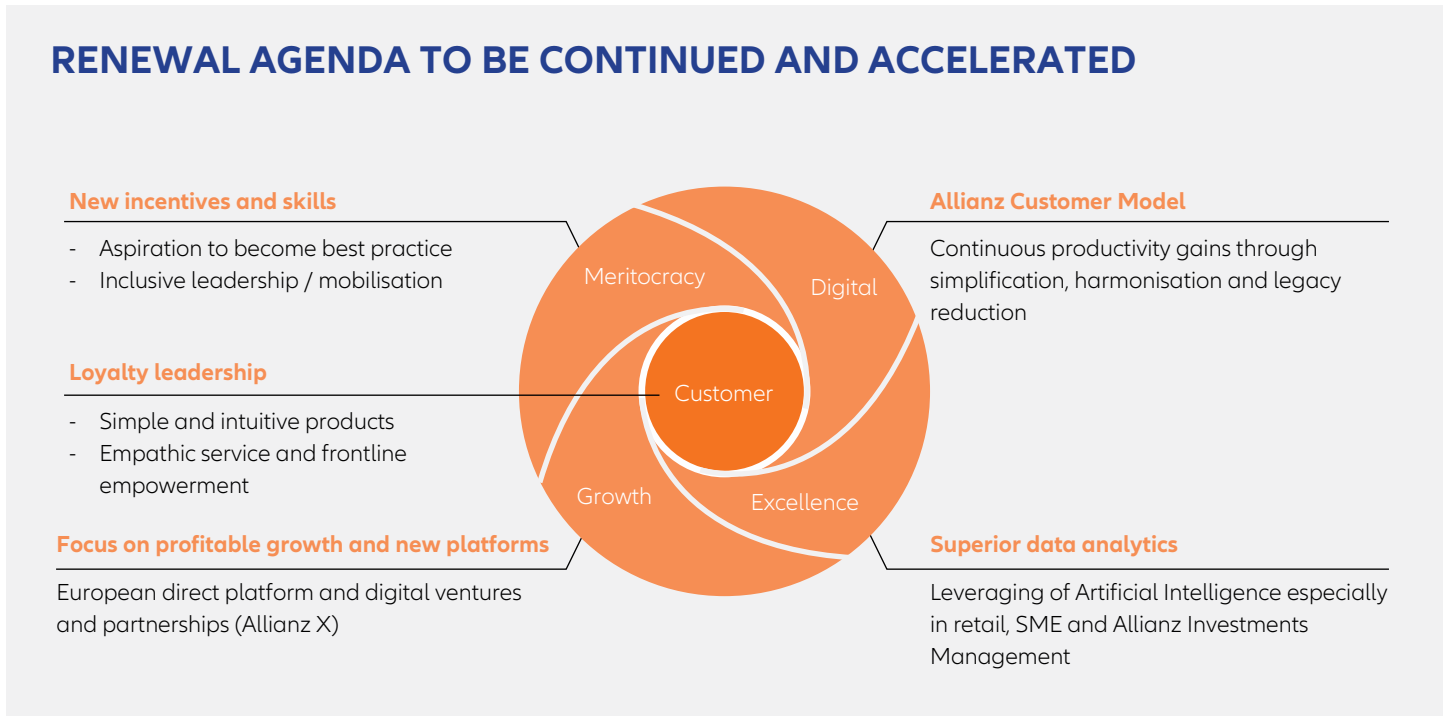 RENEWAL AGENDA TO BE CONTINUED AND ACCELERATED
New incentives and skills
- Aspiration to become best practice
- Inclusive leadership / mobilisation
Loyalty leadership
- Simple and intuitive products
- Empathic service and frontline
empowerment
Focus on profitable growth and new platforms
European direct platform and digital ventures
and partnerships (Allianz X)
Meritocracy
Digital
Customer
Growth
Excellence
Allianz Customer Model
Continuous productivity gains through
simplification, harmonisation and legacy
reduction
Superior data analytics
Leveraging of Artificial Intelligence especially
in retail, SME and Allianz Investments
Management